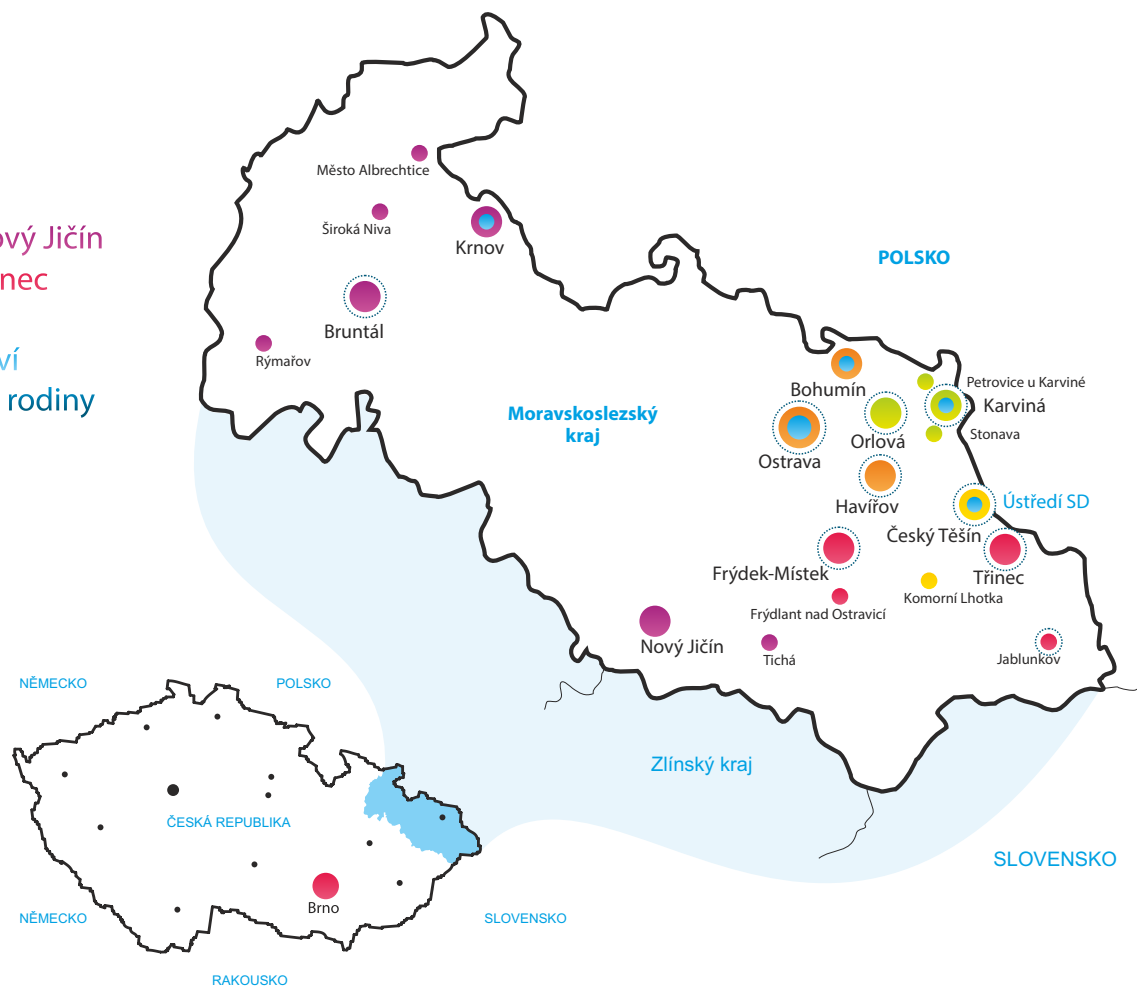 ový Jičín
nec
ví
rodiny
Město Albrechtice
Široká Niva
Krnov
Bruntál
Rýmařov
POLSKO
Moravskoslezský
kraj
Bohumín
Petrovice u Karviné
Karviná
Orlová
Stonava
Ostrava
Havířov
Ústředí SD
Český Těšín
Frýdek-Místek
Třinec
Komorní Lhotka
Frýdlant nad Ostravicí
Nový Jičín
Tichá
Jablunkov
Zlínský kraj
SLOVENSKO
NĚMECKO
POLSKO
ČESKÁ REPUBLIKA
Brno
NĚMECKO
SLOVENSKO
RAKOUSKO